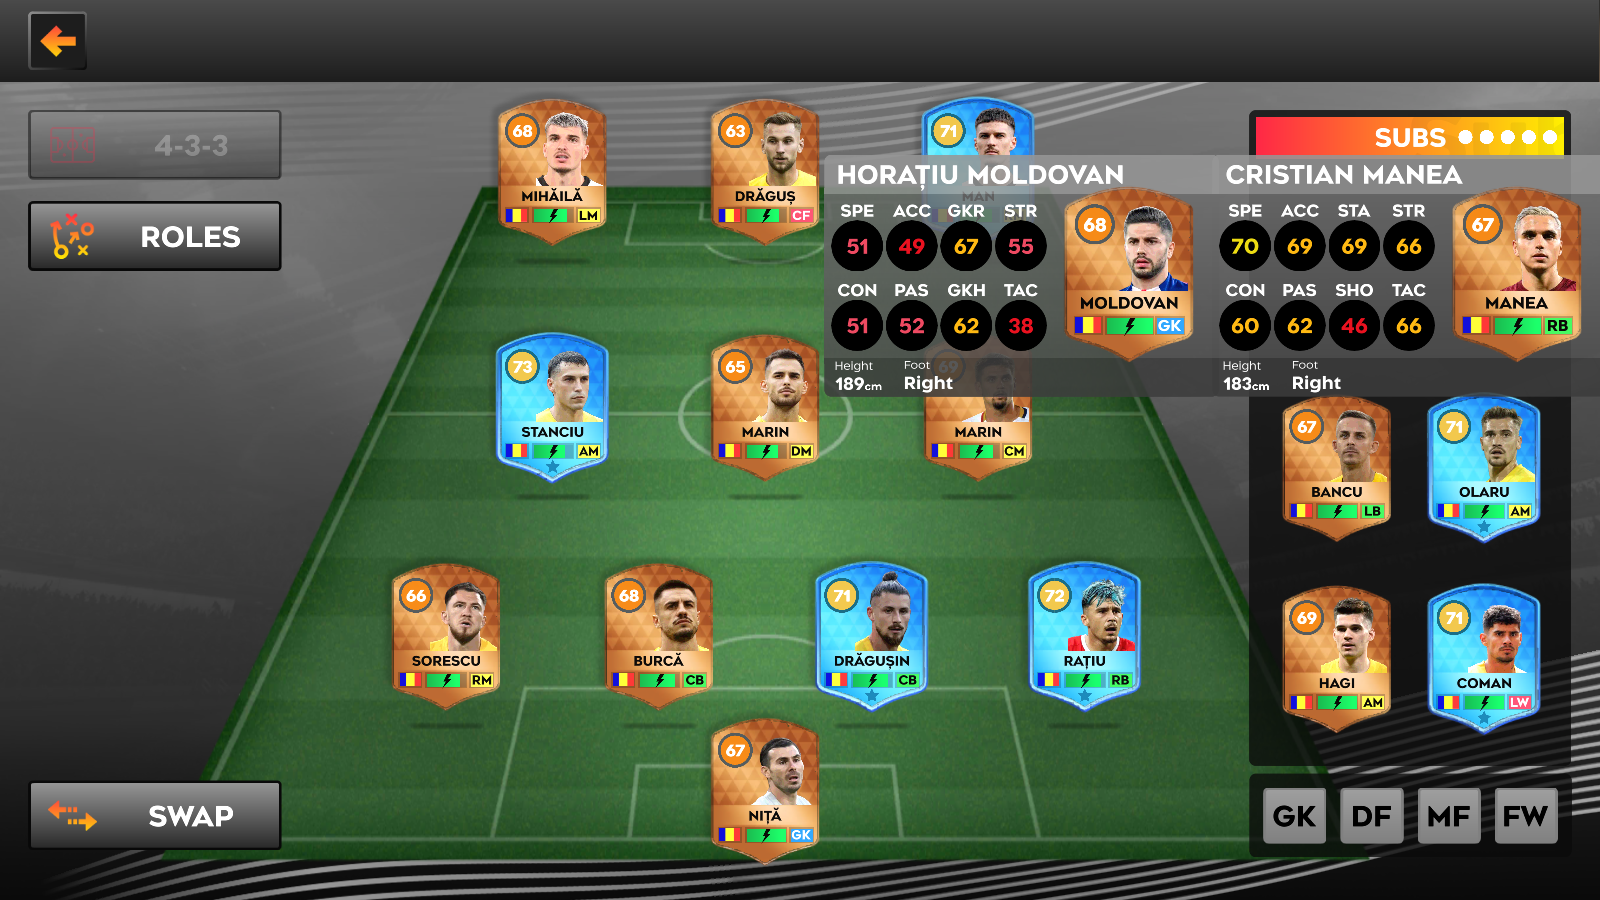 4-3-3
ROLES
SWAP
68
MIHĂILĂ
LM
63
DRĂGUȘ
CF
71
MAN
73
STANCIU
AM
65
MARIN
DM
69
MARIN
CM
66
SORESCU
RM
68
BURCĂ
CB
71
DRĂGUȘIN
CB
72
RAȚIU
RB
67
NIȚĂ
GK
HORAȚIU MOLDOVAN
SPE ACC GKR STR
51 49 67 55
CON PAS GKH TAC
51 52 62 38
Height Foot
189cm Right
68
MOLDOVAN
GK
CRISTIAN MANEA
SPE ACC STA STR
70 69 69 66
CON PAS SHO TAC
60 62 46 66
Height Foot
183cm Right
67
MANEA
RB
SUBS
67
BANCU
LB
71
OLARU
AM
69
HAGI
AM
71
COMAN
LW
GK DF MF FW